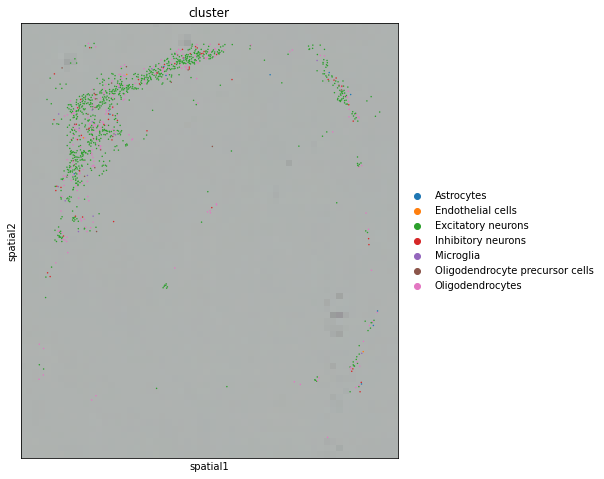 cluster
spatial2
Astrocytes
Endothelial cells
Excitatory neurons
Inhibitory neurons
Microglia
Oligodendrocyte precursor cells
Oligodendrocytes
spatial1